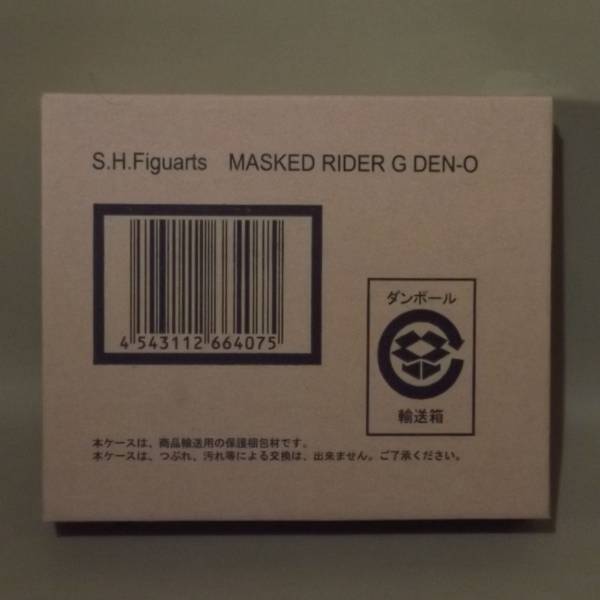 S.H.Figuarts MASKED RIDER G DEN-O
4 543112 664075
ダンボール
輸送箱
本ケースは、商品輸送用の保護梱包材です。
本ケースは、つぶれ、汚れ等による交換は、出来ません。ご了承ください。